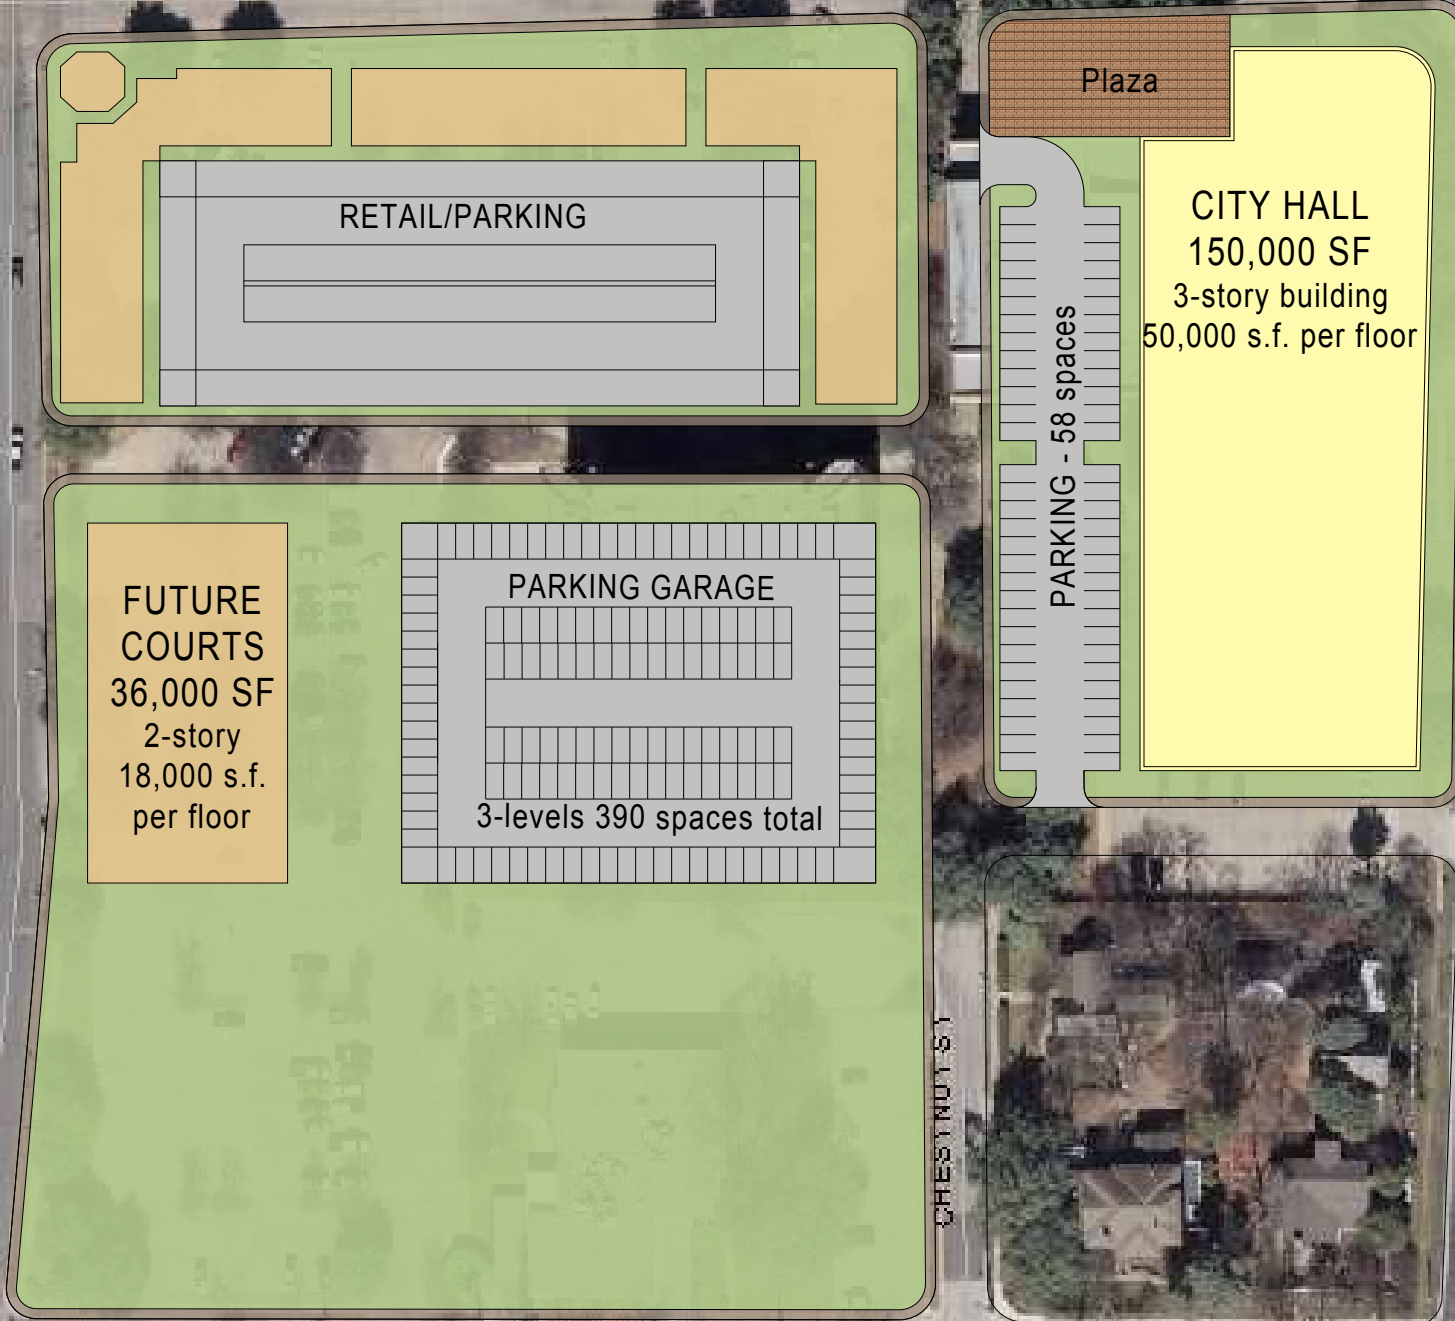 Plaza
RETAIL/PARKING
CITY HALL
150,000 SF
3-story building
50,000 s.f. per floor
PARKING - 58 spaces
FUTURE
COURTS
36,000 SF
2-story
18,000 s.f.
per floor
PARKING GARAGE
3-levels 390 spaces total
CHESTNUT ST